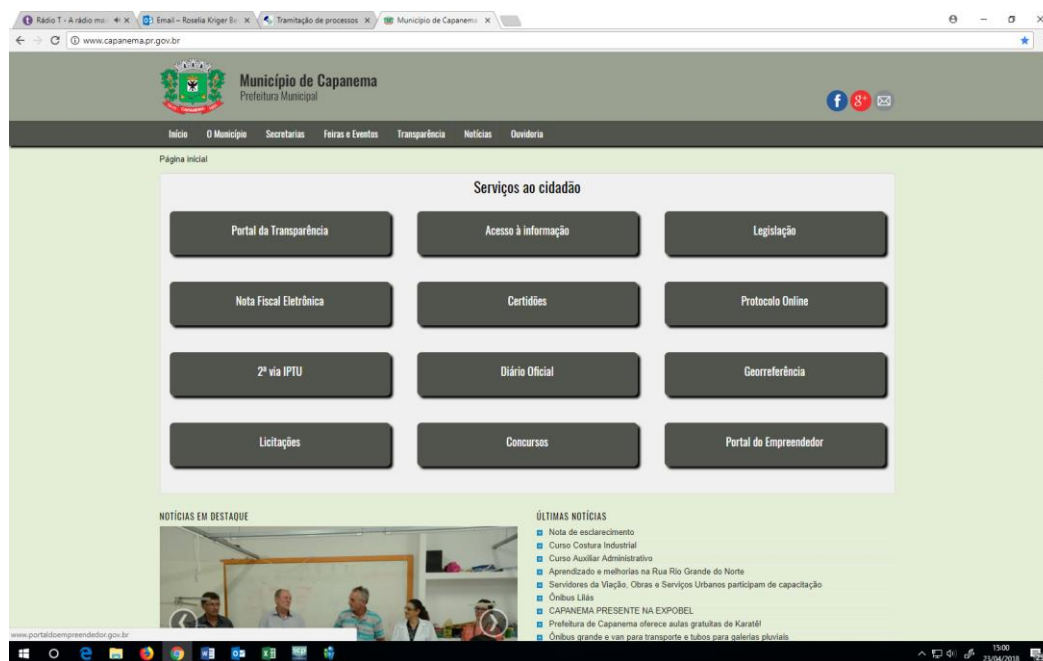 Rádio T - A rádio mai
Email – Roselia Kriger Be
Tramitação de processos
Município de Capanema
www.capanema.pr.gov.br
Município de Capanema
Prefeitura Municipal
Início O Município Secretarias Feiras e Eventos Transparência Notícias Ouvidoria
Página inicial
Serviços ao cidadão
Portal da Transparência Acesso à informação Legislação
Nota Fiscal Eletrônica Certidões Protocolo Online
2ª via IPTU Diário Oficial Georreferência
Licitações Concursos Portal do Empreendedor
NOTÍCIAS EM DESTAQUE
ÚLTIMAS NOTÍCIAS
Nota de esclarecimento
Curso Costura Industrial
Curso Auxiliar Administrativo
Aprendizado e melhorias na Rua Rio Grande do Norte
Servidores da Viação, Obras e Serviços Urbanos participam de capacitação
Ônibus Lilás
CAPANEMA PRESENTE NA EXPOBEL
Prefeitura de Capanema oferece aulas gratuitas de Karatê!
Ônibus grande e van para transporte e tubos para galerias pluviais
www.portaldoempreendedor.gov.br
15:00
23/04/2018